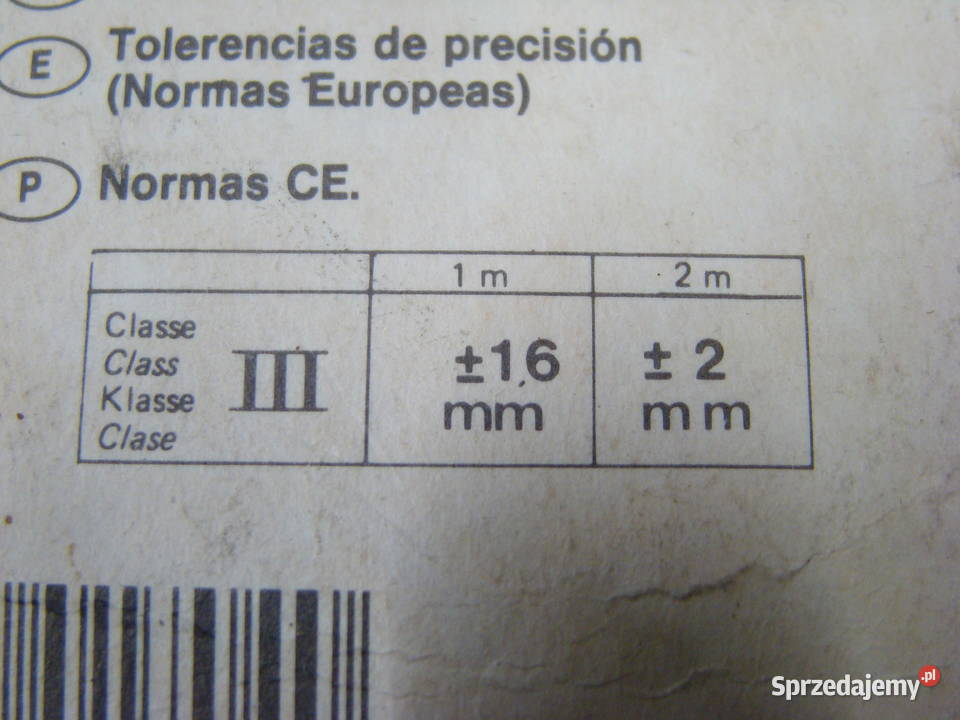 E Tolerencias de precisión
(Normas Europeas)
P Normas CE.
1 m 2 m
Classe
Class
Klasse
Clase
III
±1,6 ± 2
mm mm
Sprzedajemy.pl